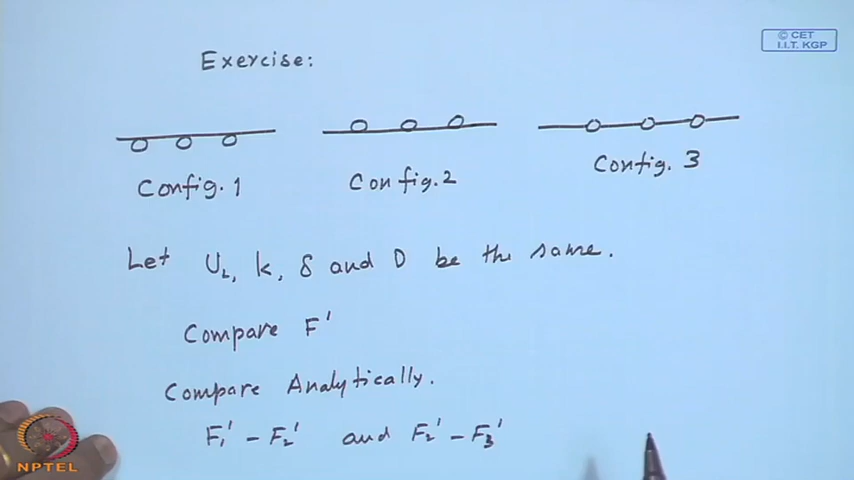 © CET
I.I.T. KGP
Exercise:
Config. 1
Config. 2
Config. 3
Let U_L, k, δ and D be the same.
Compare F'
Compare Analytically.
F₁' - F₂' and F₂' - F₃'
NPTEL